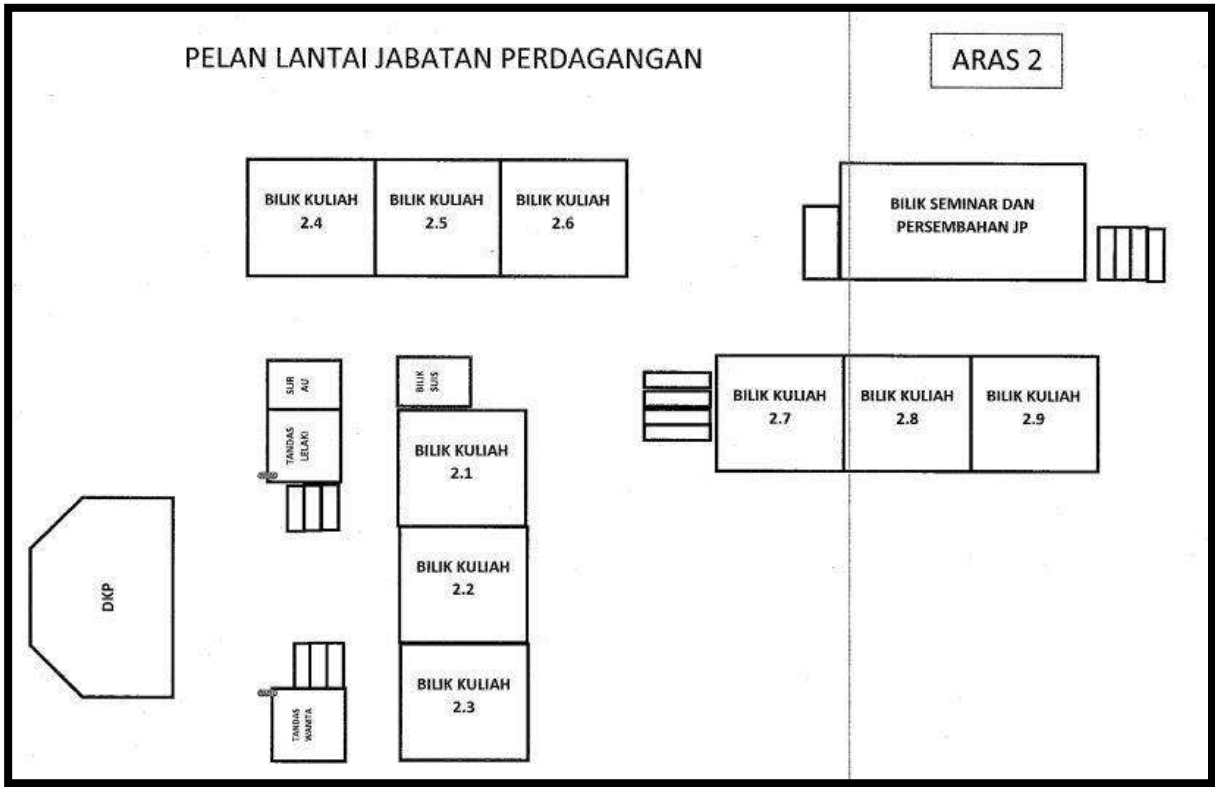 PELAN LANTAI JABATAN PERDAGANGAN
ARAS 2
BILIK KULIAH
2.4
BILIK KULIAH
2.5
BILIK KULIAH
2.6
BILIK SEMINAR DAN
PERSEMBAHAN JP
SUR
AU
TANDAS
LELAKI
BILIK
SUIS
BILIK KULIAH
2.1
BILIK KULIAH
2.7
BILIK KULIAH
2.8
BILIK KULIAH
2.9
DKP
BILIK KULIAH
2.2
TANDAS
WANITA
BILIK KULIAH
2.3